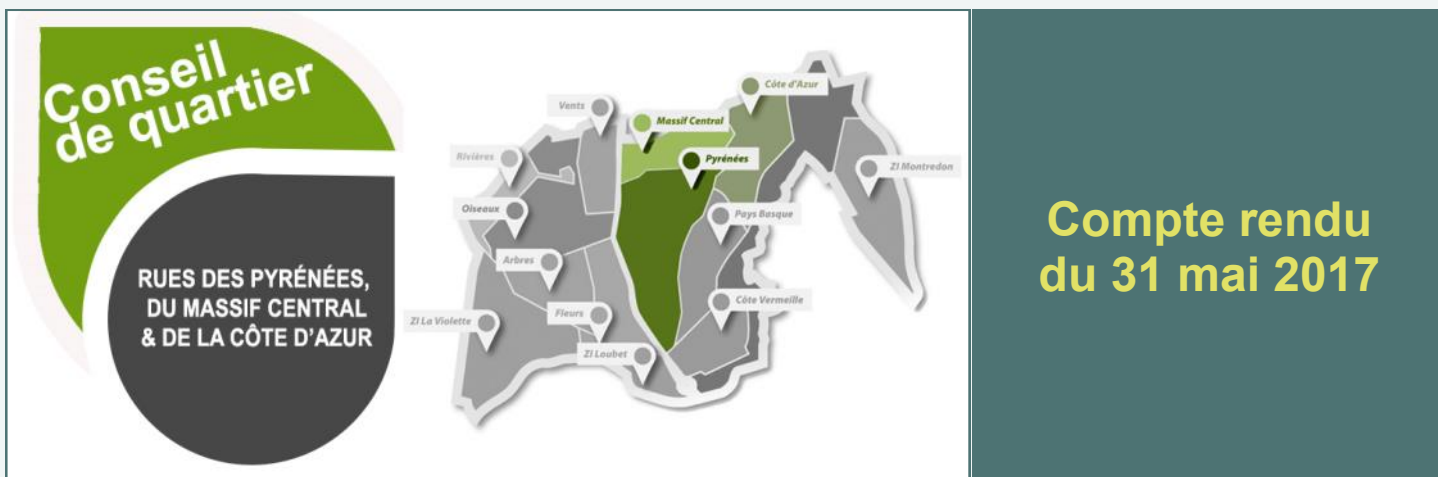 Conseil
de quartier
RUES DES PYRÉNÉES,
DU MASSIF CENTRAL
& DE LA CÔTE D'AZUR
Côte d'Azur
Vents
Massif Central
Rivières
Pyrénées
ZI Montredon
Oiseaux
Pays Basque
Arbres
Côte Vermeille
Fleurs
ZI La Violette
ZI Loubet
Compte rendu
du 31 mai 2017